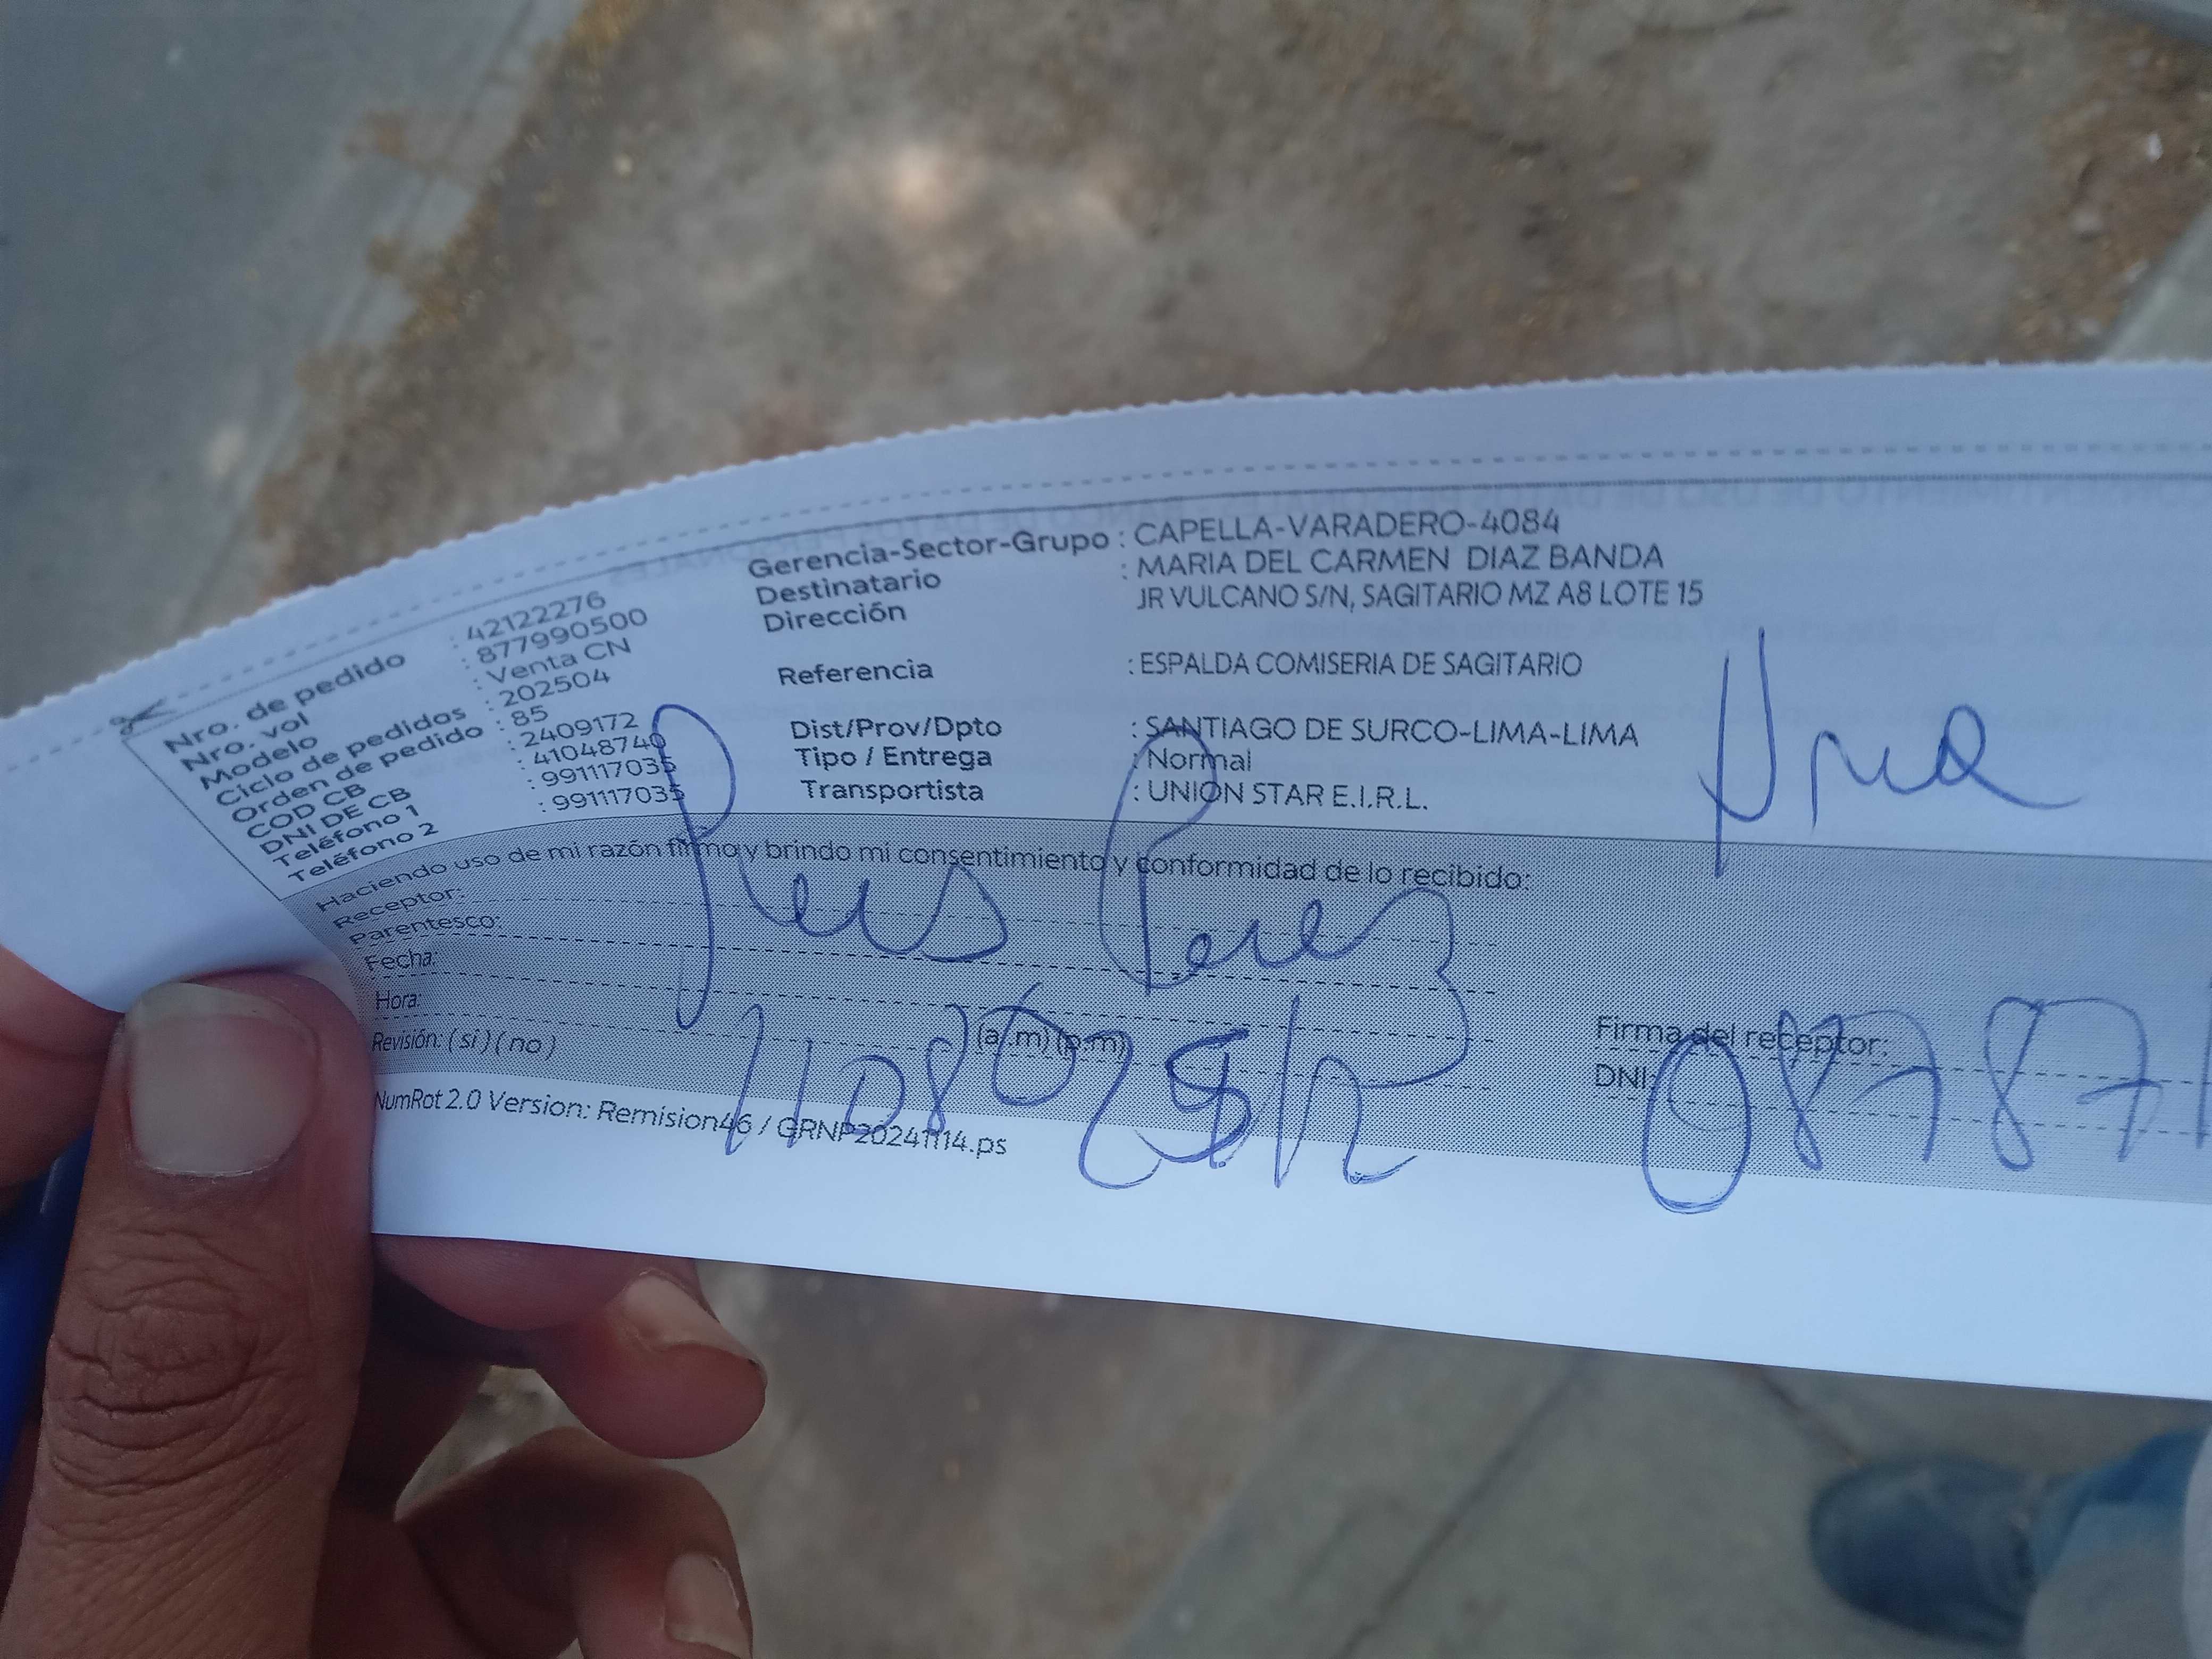 Nro. de pedido : 42122276
Nro. vol : 877990500
Modelo : Venta CN
Ciclo de pedidos : 202504
Orden de pedido : 85
COD CB : 2409172
DNI DE CB : 41048740
Teléfono 1 : 991117035
Teléfono 2 : 991117035
Gerencia-Sector-Grupo : CAPELLA-VARADERO-4084
Destinatario : MARIA DEL CARMEN DIAZ BANDA
Dirección JR VULCANO S/N, SAGITARIO MZ A8 LOTE 15
Referencia : ESPALDA COMISERIA DE SAGITARIO
Dist/Prov/Dpto : SANTIAGO DE SURCO-LIMA-LIMA
Tipo / Entrega : Normal
Transportista : UNION STAR E.I.R.L.
Haciendo uso de mi razón firmo y brindo mi consentimiento y conformidad de lo recibido:
Receptor:
Parentesco:
Perez
Fecha:
Hora: (a.m) (p.m)
Revisión: ( si ) ( no )
Firma del receptor:
DNI: 08787
NumRot 2.0 Version: Remision46 / GRNP20241114.ps